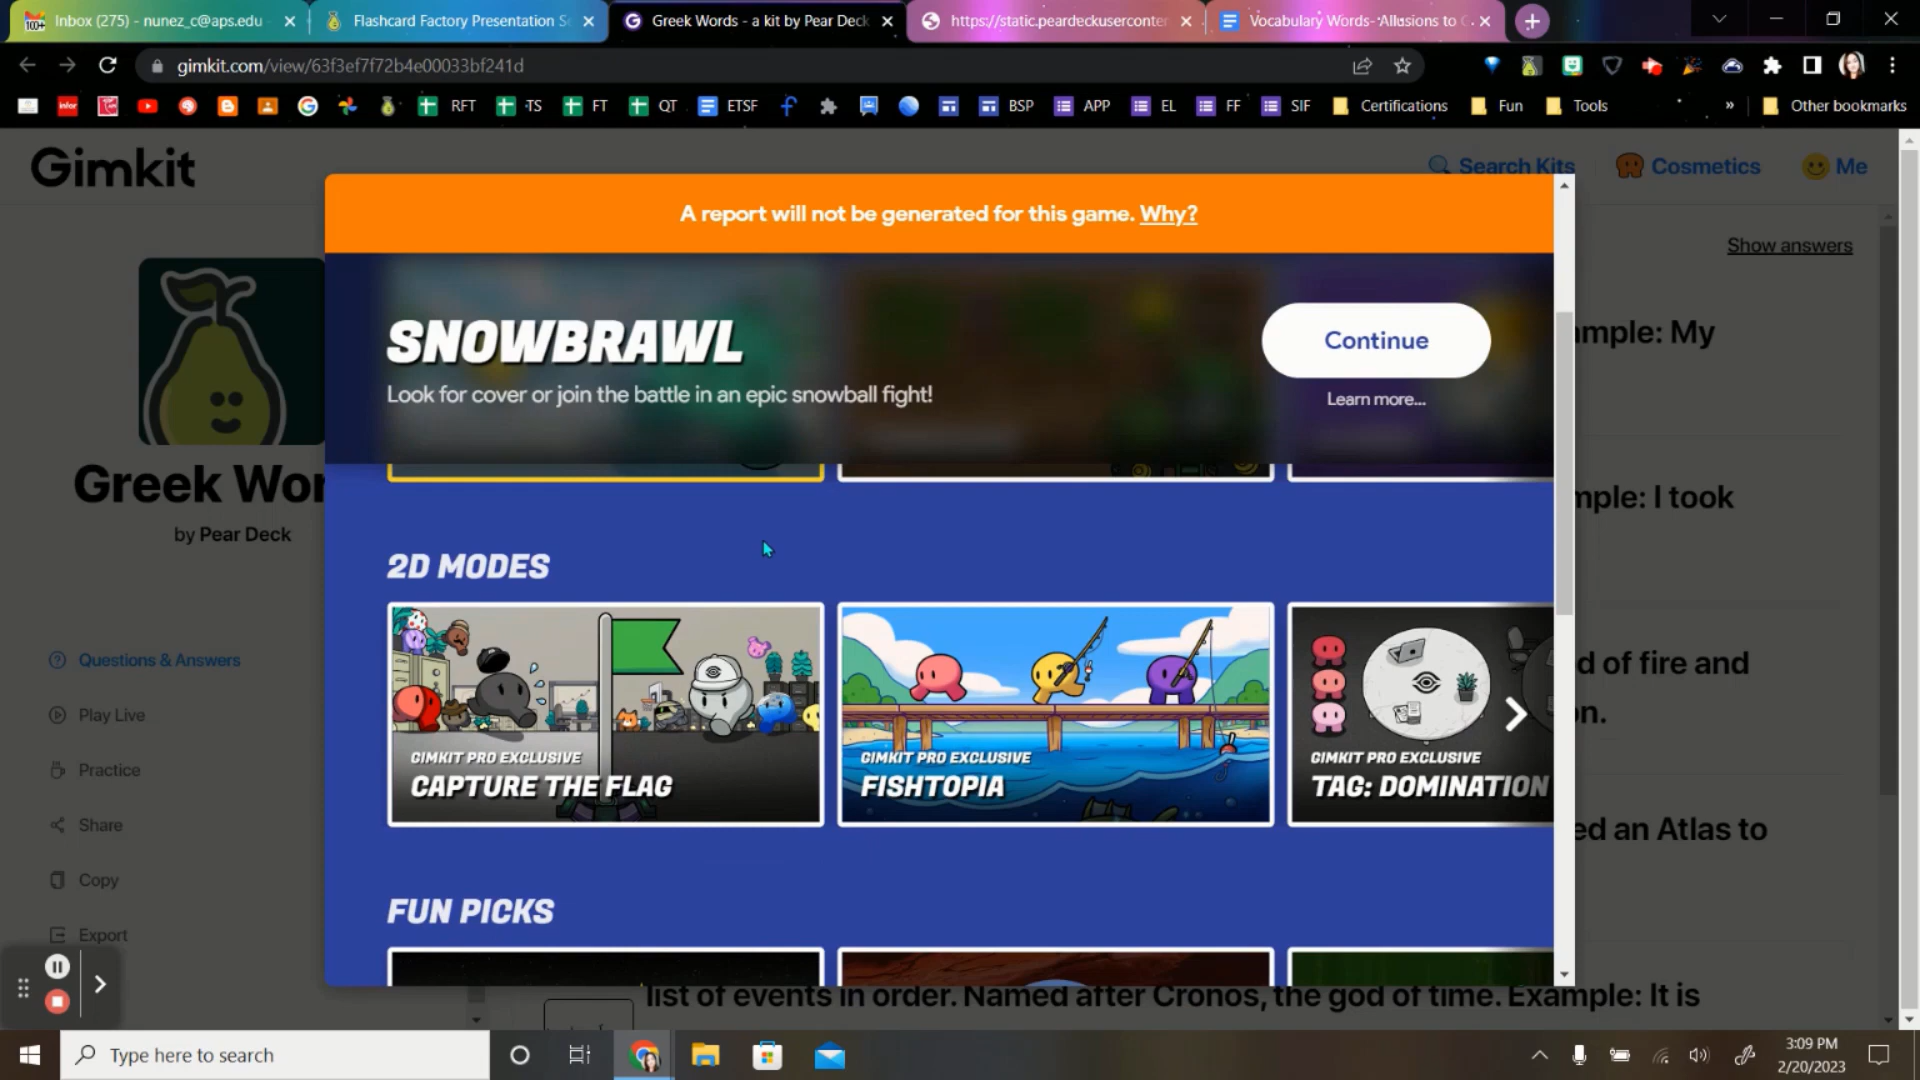 Inbox (275) - nunez_c@aps.edu
Flashcard Factory Presentation S
Greek Words - a kit by Pear Deck
https://static.peardeckuserconter
Vocabulary Words- 'Allusions to G
gimkit.com/view/63f3ef7f72b4e00033bf241d
RFT
TS
FT
QT
ETSF
BSP
APP
EL
FF
SIF
Certifications
Fun
Tools
»
Other bookmarks
Gimkit
Search Kits
Cosmetics
Me
A report will not be generated for this game. Why?
Show answers
SNOWBRAWL
Look for cover or join the battle in an epic snowball fight!
Continue
Learn more...
ample: My
Greek Wor
by Pear Deck
mple: I took
2D MODES
GIMKIT PRO EXCLUSIVE
CAPTURE THE FLAG
GIMKIT PRO EXCLUSIVE
FISHTOPIA
GIMKIT PRO EXCLUSIVE
TAG: DOMINATION
d of fire and
on.
ed an Atlas to
Questions & Answers
Play Live
Practice
Share
Copy
Export
FUN PICKS
list of events in order. Named after Cronos, the god of time. Example: It is
Type here to search
3:09 PM
2/20/2023